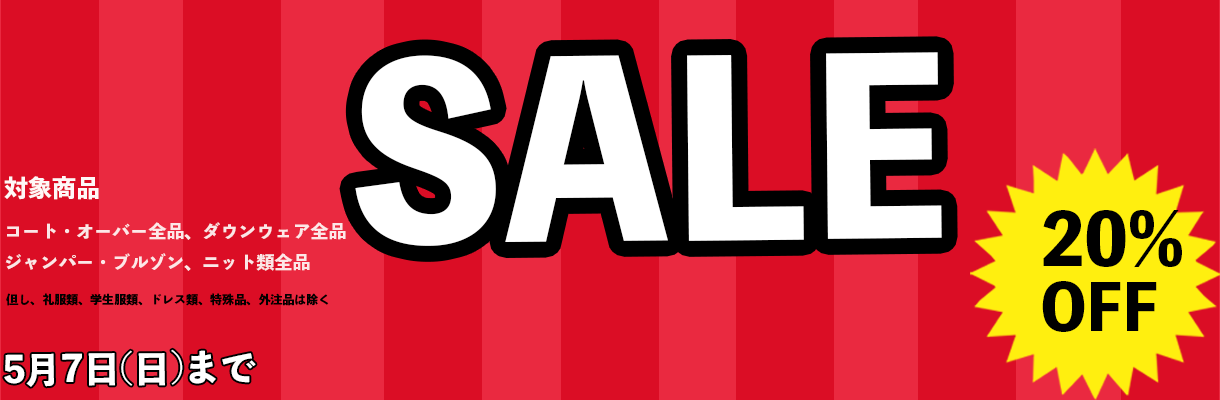 SALE
対象商品
コート・オーバー全品、ダウンウェア全品
ジャンパー・ブルゾン、ニット類全品
但し、礼服類、学生服類、ドレス類、特殊品、外注品は除く
5月7日(日)まで
20%
OFF